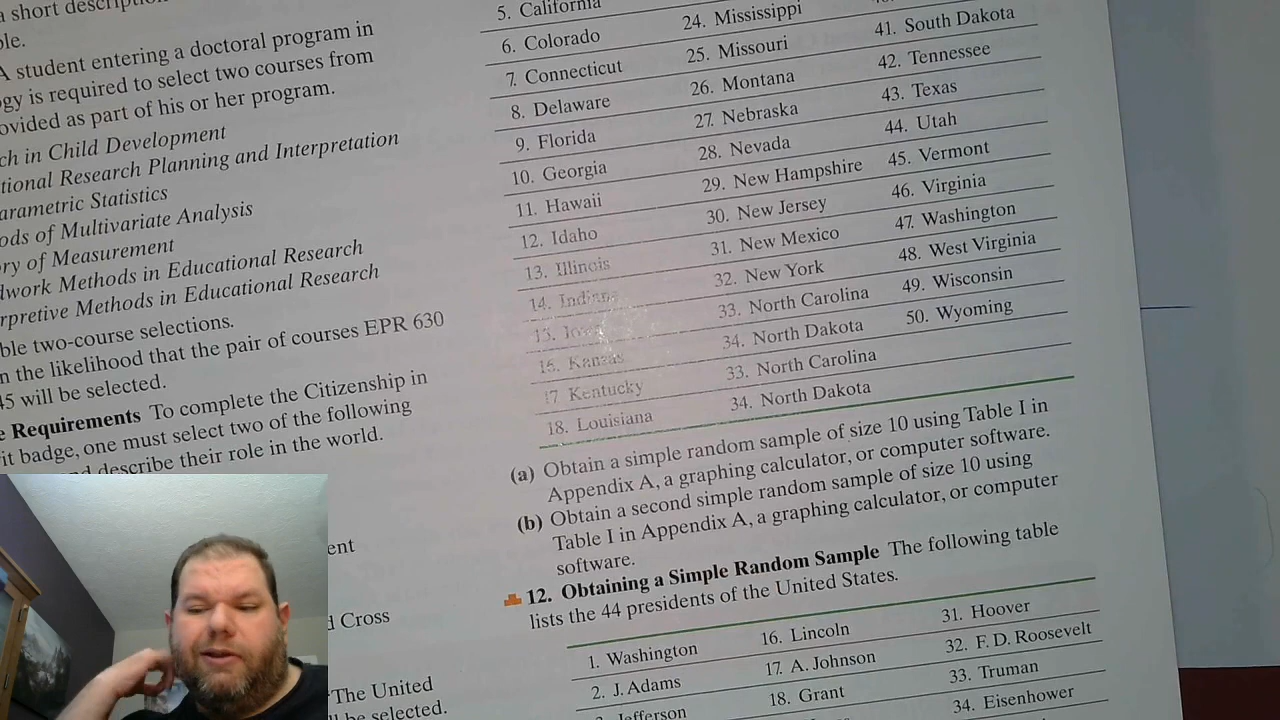 a short description
ble.
A student entering a doctoral program in
ogy is required to select two courses from
ovided as part of his or her program.
ch in Child Development
tional Research Planning and Interpretation
arametric Statistics
ods of Multivariate Analysis
ry of Measurement
dwork Methods in Educational Research
rpretive Methods in Educational Research
ble two-course selections.
n the likelihood that the pair of courses EPR 630
45 will be selected.
e Requirements To complete the Citizenship in
it badge, one must select two of the following
nd describe their role in the world.
ent
d Cross
The United
l be selected.
5. California
6. Colorado
7. Connecticut
8. Delaware
9. Florida
10. Georgia
11. Hawaii
12. Idaho
13. Illinois
14. Indiana
15. Iowa
16. Kansas
17 Kentucky
18. Louisiana
24. Mississippi
25. Missouri
26. Montana
27. Nebraska
28. Nevada
29. New Hampshire
30. New Jersey
31. New Mexico
32. New York
33. North Carolina
34. North Dakota
33. North Carolina
34. North Dakota
41. South Dakota
42. Tennessee
43. Texas
44. Utah
45. Vermont
46. Virginia
47. Washington
48. West Virginia
49. Wisconsin
50. Wyoming
(a) Obtain a simple random sample of size 10 using Table I in
Appendix A, a graphing calculator, or computer software.
(b) Obtain a second simple random sample of size 10 using
Table I in Appendix A, a graphing calculator, or computer
software.
12. Obtaining a Simple Random Sample The following table
lists the 44 presidents of the United States.
1. Washington
2. J. Adams
Jefferson
16. Lincoln
17. A. Johnson
18. Grant
31. Hoover
32. F. D. Roosevelt
33. Truman
34. Eisenhower